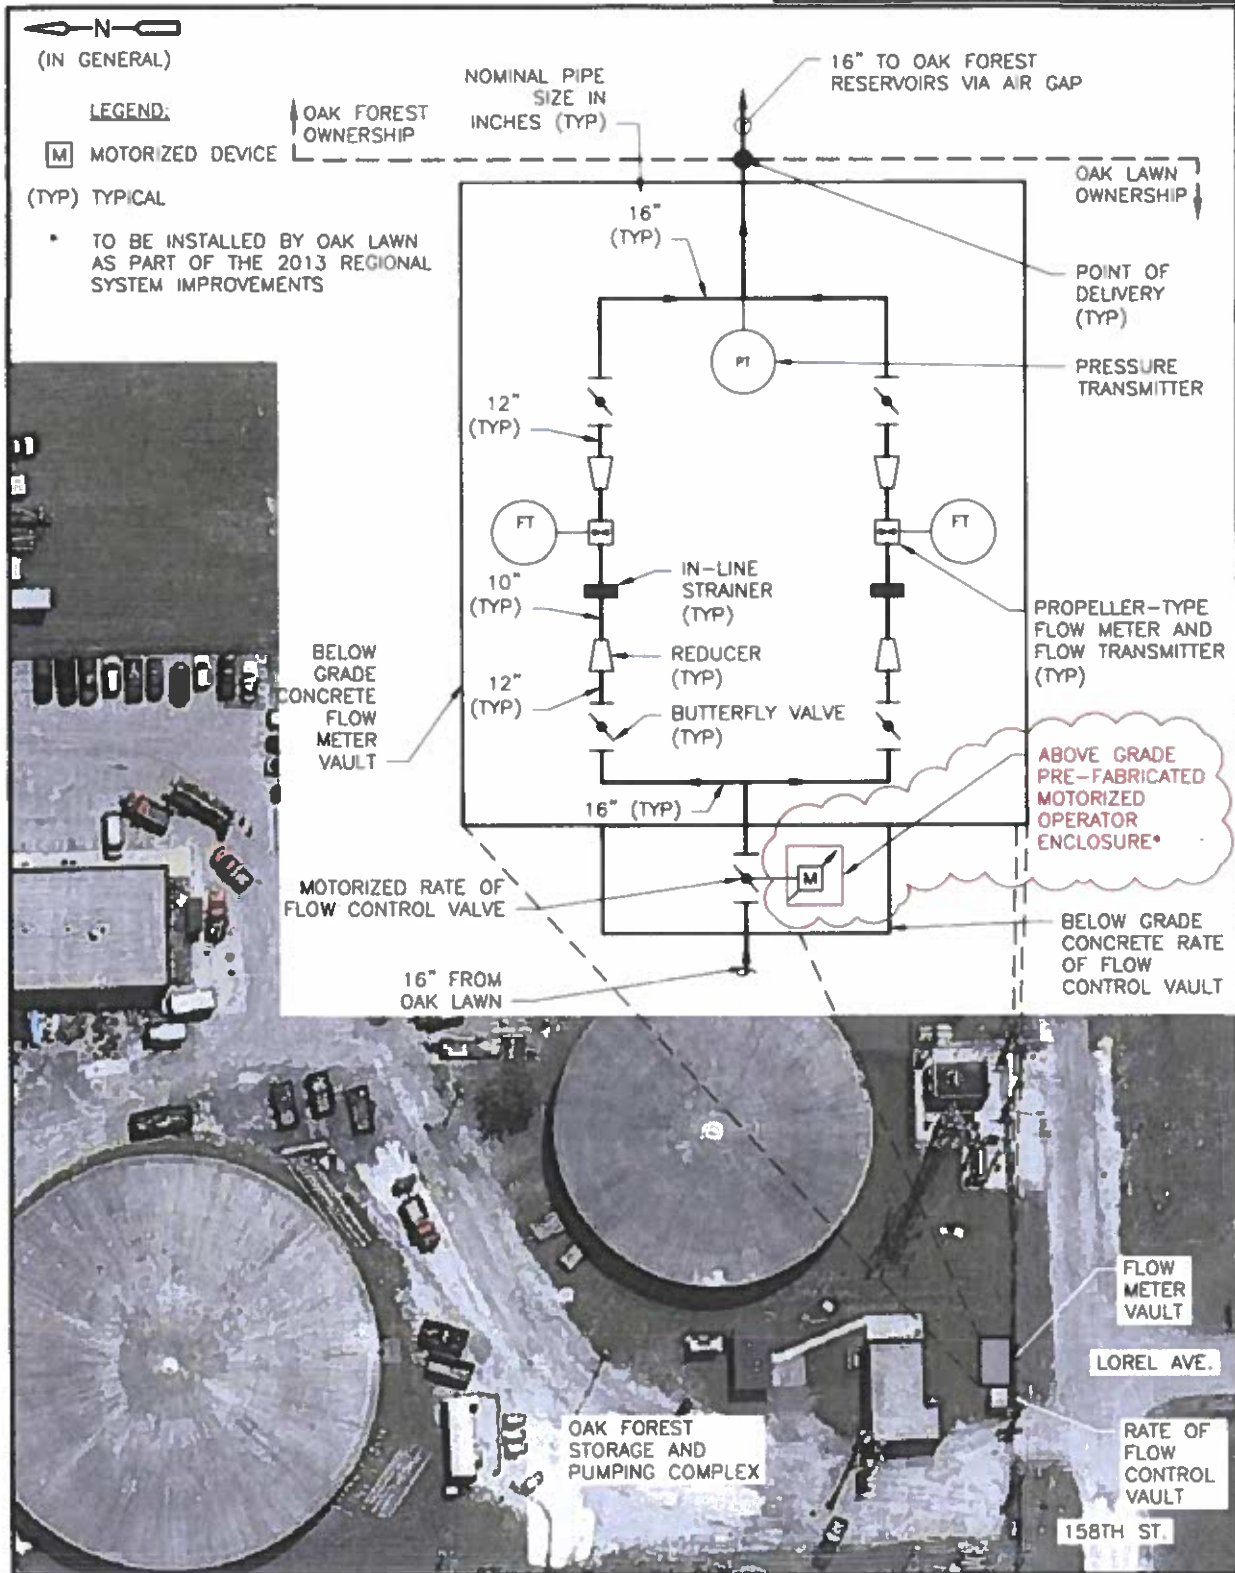 N
(IN GENERAL)
LEGEND:
M MOTORIZED DEVICE
(TYP) TYPICAL
* TO BE INSTALLED BY OAK LAWN
AS PART OF THE 2013 REGIONAL
SYSTEM IMPROVEMENTS
OAK FOREST
OWNERSHIP
NOMINAL PIPE
SIZE IN
INCHES (TYP)
16" TO OAK FOREST
RESERVOIRS VIA AIR GAP
OAK LAWN
OWNERSHIP
16"
(TYP)
POINT OF
DELIVERY
(TYP)
PT
PRESSURE
TRANSMITTER
12"
(TYP)
FT
FT
10"
(TYP)
IN-LINE
STRAINER
(TYP)
PROPELLER-TYPE
FLOW METER AND
FLOW TRANSMITTER
(TYP)
REDUCER
(TYP)
BELOW
GRADE
CONCRETE
FLOW
METER
VAULT
12"
(TYP)
BUTTERFLY VALVE
(TYP)
16" (TYP)
ABOVE GRADE
PRE-FABRICATED
MOTORIZED
OPERATOR
ENCLOSURE*
M
MOTORIZED RATE OF
FLOW CONTROL VALVE
BELOW GRADE
CONCRETE RATE
OF FLOW
CONTROL VAULT
16" FROM
OAK LAWN
FLOW
METER
VAULT
LOREL AVE.
OAK FOREST
STORAGE AND
PUMPING COMPLEX
RATE OF
FLOW
CONTROL
VAULT
158TH ST.